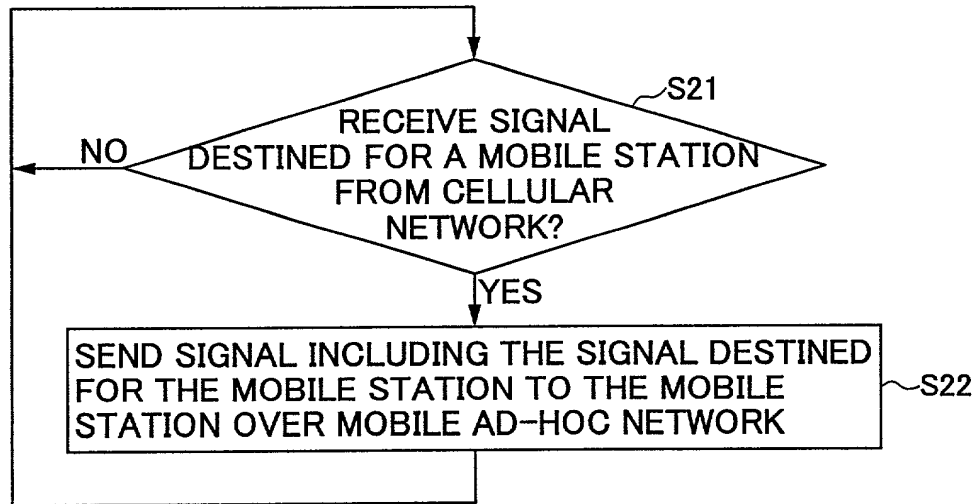 S21
RECEIVE SIGNAL
DESTINED FOR A MOBILE STATION
FROM CELLULAR
NETWORK?
NO
YES
SEND SIGNAL INCLUDING THE SIGNAL DESTINED
FOR THE MOBILE STATION TO THE MOBILE
STATION OVER MOBILE AD-HOC NETWORK
S22